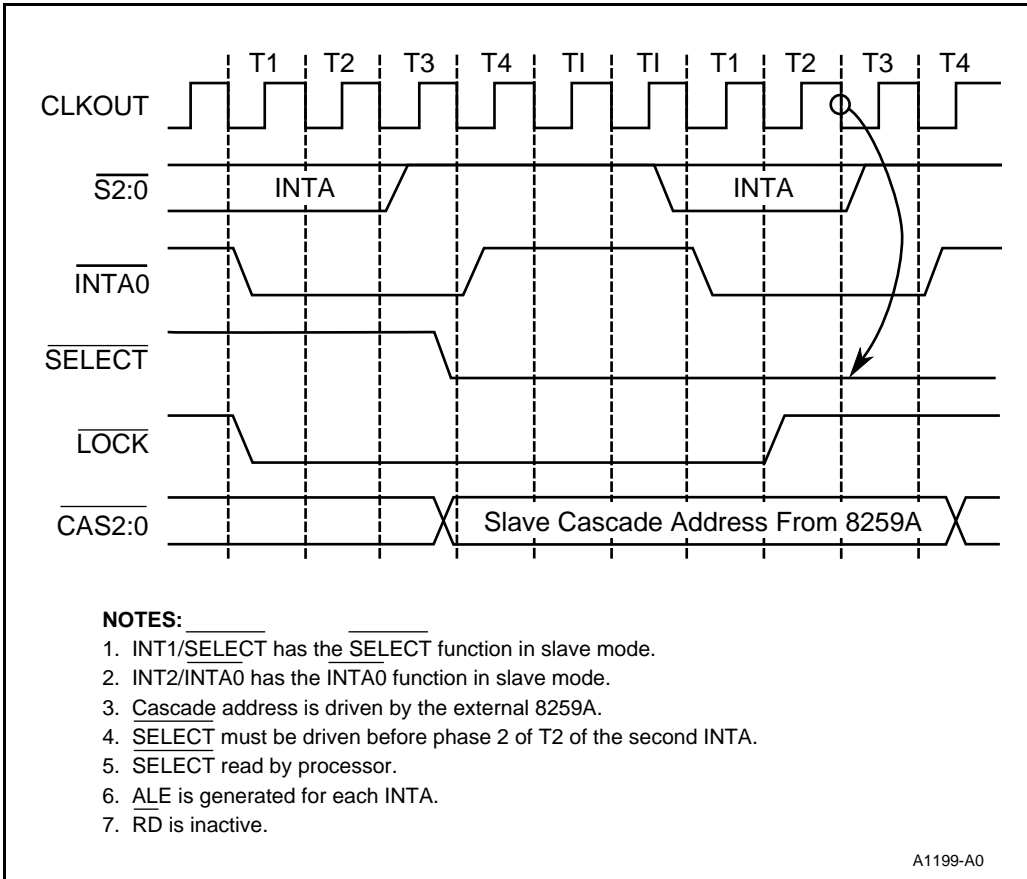 T1 T2 T3 T4 TI TI T1 T2 T3 T4
CLKOUT
S2:0
INTA INTA
INTA0
SELECT
LOCK
CAS2:0
Slave Cascade Address From 8259A
NOTES:
1. INT1/SELECT has the SELECT function in slave mode.
2. INT2/INTA0 has the INTA0 function in slave mode.
3. Cascade address is driven by the external 8259A.
4. SELECT must be driven before phase 2 of T2 of the second INTA.
5. SELECT read by processor.
6. ALE is generated for each INTA.
7. RD is inactive.
A1199-A0